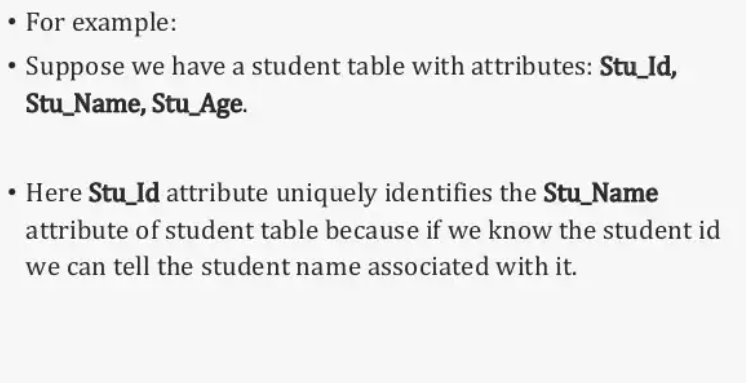 • For example:
• Suppose we have a student table with attributes: Stu_Id,
Stu_Name, Stu_Age.
• Here Stu_Id attribute uniquely identifies the Stu_Name
attribute of student table because if we know the student id
we can tell the student name associated with it.